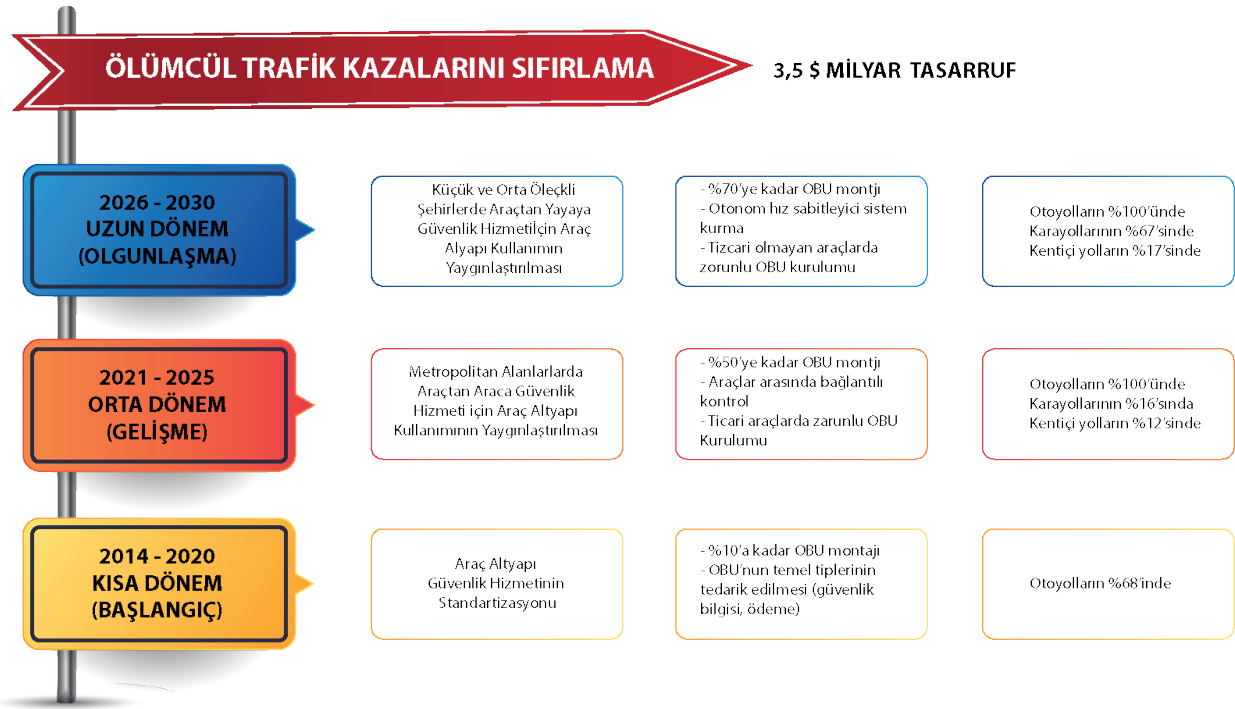 ÖLÜMCÜL TRAFİK KAZALARINI SIFIRLAMA
3,5 $ MİLYAR TASARRUF
2026 - 2030
UZUN DÖNEM
(OLGUNLAŞMA)
Küçük ve Orta Öleçkli
Şehirlerde Araçtan Yayaya
Güvenlik Hizmetiİçin Araç
Alyapı Kullanımın
Yaygınlaştırılması
- %70'ye kadar OBU montjı
- Otonom hız sabitleyici sistem
kurma
- Tizcari olmayan araçlarda
zorunlu OBU kurulumu
Otoyolların %100'ünde
Karayollarının %67'sinde
Kentiçi yolların %17'sinde
2021 - 2025
ORTA DÖNEM
(GELİŞME)
Metropolitan Alanlarlarda
Araçtan Araca Güvenlik
Hizmeti için Araç Altyapı
Kullanımının Yaygınlaştırılması
- %50'ye kadar OBU montjı
- Araçlar arasında bağlantılı
kontrol
- Ticari araçlarda zarunlu OBU
Kurulumu
Otoyolların %100'ünde
Karayollarının %16'sında
Kentiçi yolların %12'sinde
2014 - 2020
KISA DÖNEM
(BAŞLANGIÇ)
Araç Altyapı
Güvenlik Hizmetinin
Standartizasyonu
- %10'a kadar OBU montajı
- OBU'nun temel tiplerinin
tedarik edilmesi (güvenlik
bilgisi, ödeme)
Otoyolların %68'inde